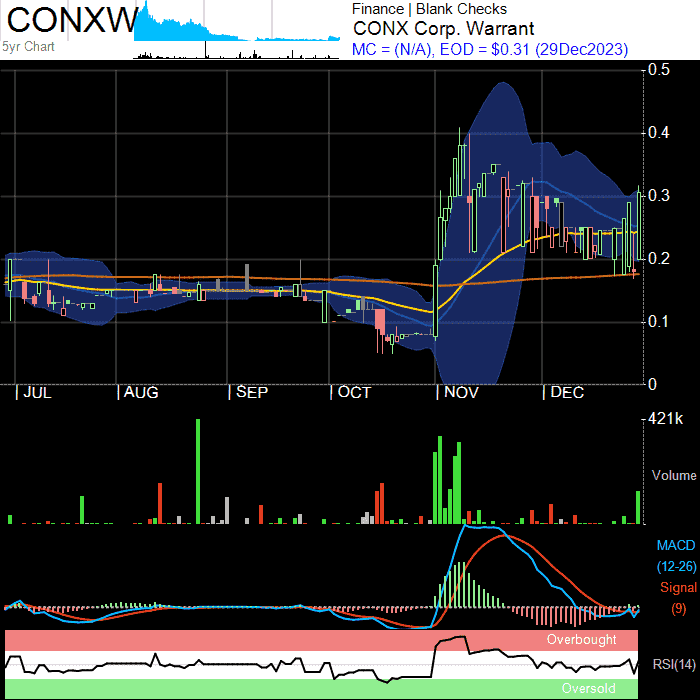 CONXW
5yr Chart
Finance | Blank Checks
CONX Corp. Warrant
MC = (N/A), EOD = $0.31 (29Dec2023)
0.5
0.4
0.3
0.2
0.1
0
JUL
AUG
SEP
OCT
NOV
DEC
421k
Volume
MACD
(12-26)
Signal
(9)
Overbought
RSI(14)
Oversold